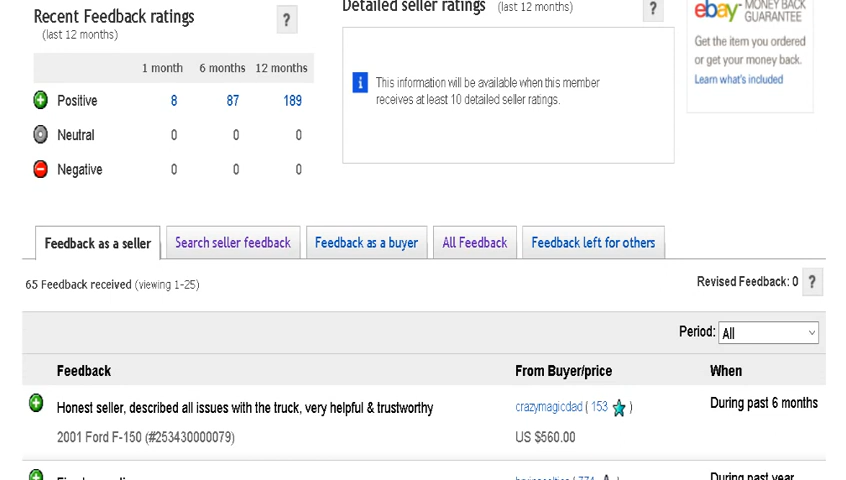 Recent Feedback ratings
(last 12 months)
?
Detailed seller ratings (last 12 months)
?
ebay MONEY BACK
GUARANTEE
Get the item you ordered
or get your money back.
Learn what's included
1 month 6 months 12 months
Positive 8 87 189
Neutral 0 0 0
Negative 0 0 0
i This information will be available when this member
receives at least 10 detailed seller ratings.
Feedback as a seller Search seller feedback Feedback as a buyer All Feedback Feedback left for others
65 Feedback received (viewing 1-25)
Revised Feedback: 0 ?
Period: All
Feedback From Buyer/price When
Honest seller, described all issues with the truck, very helpful & trustworthy crazymagicdad ( 153 ) During past 6 months
2001 Ford F-150 (#253430000079) US $560.00
During past year